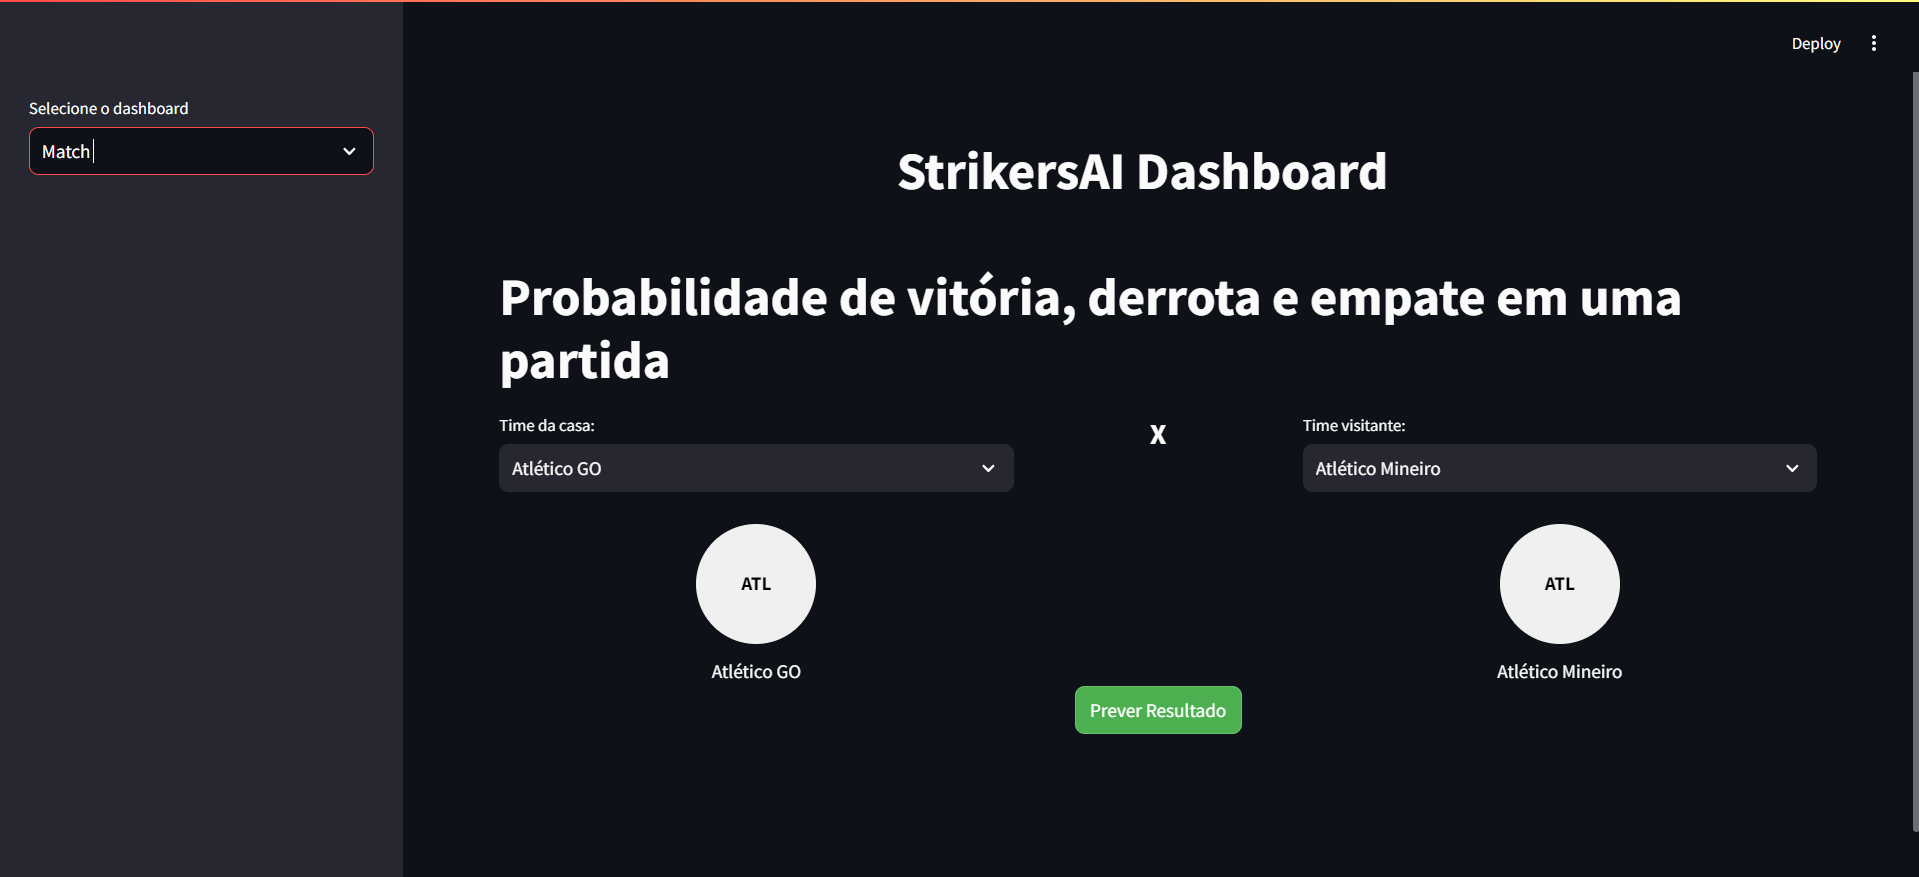 Deploy
Selecione o dashboard
Match
StrikersAI Dashboard
Probabilidade de vitória, derrota e empate em uma
partida
Time da casa:
X
Time visitante:
Atlético GO
Atlético Mineiro
ATL
ATL
Atlético GO
Atlético Mineiro
Prever Resultado